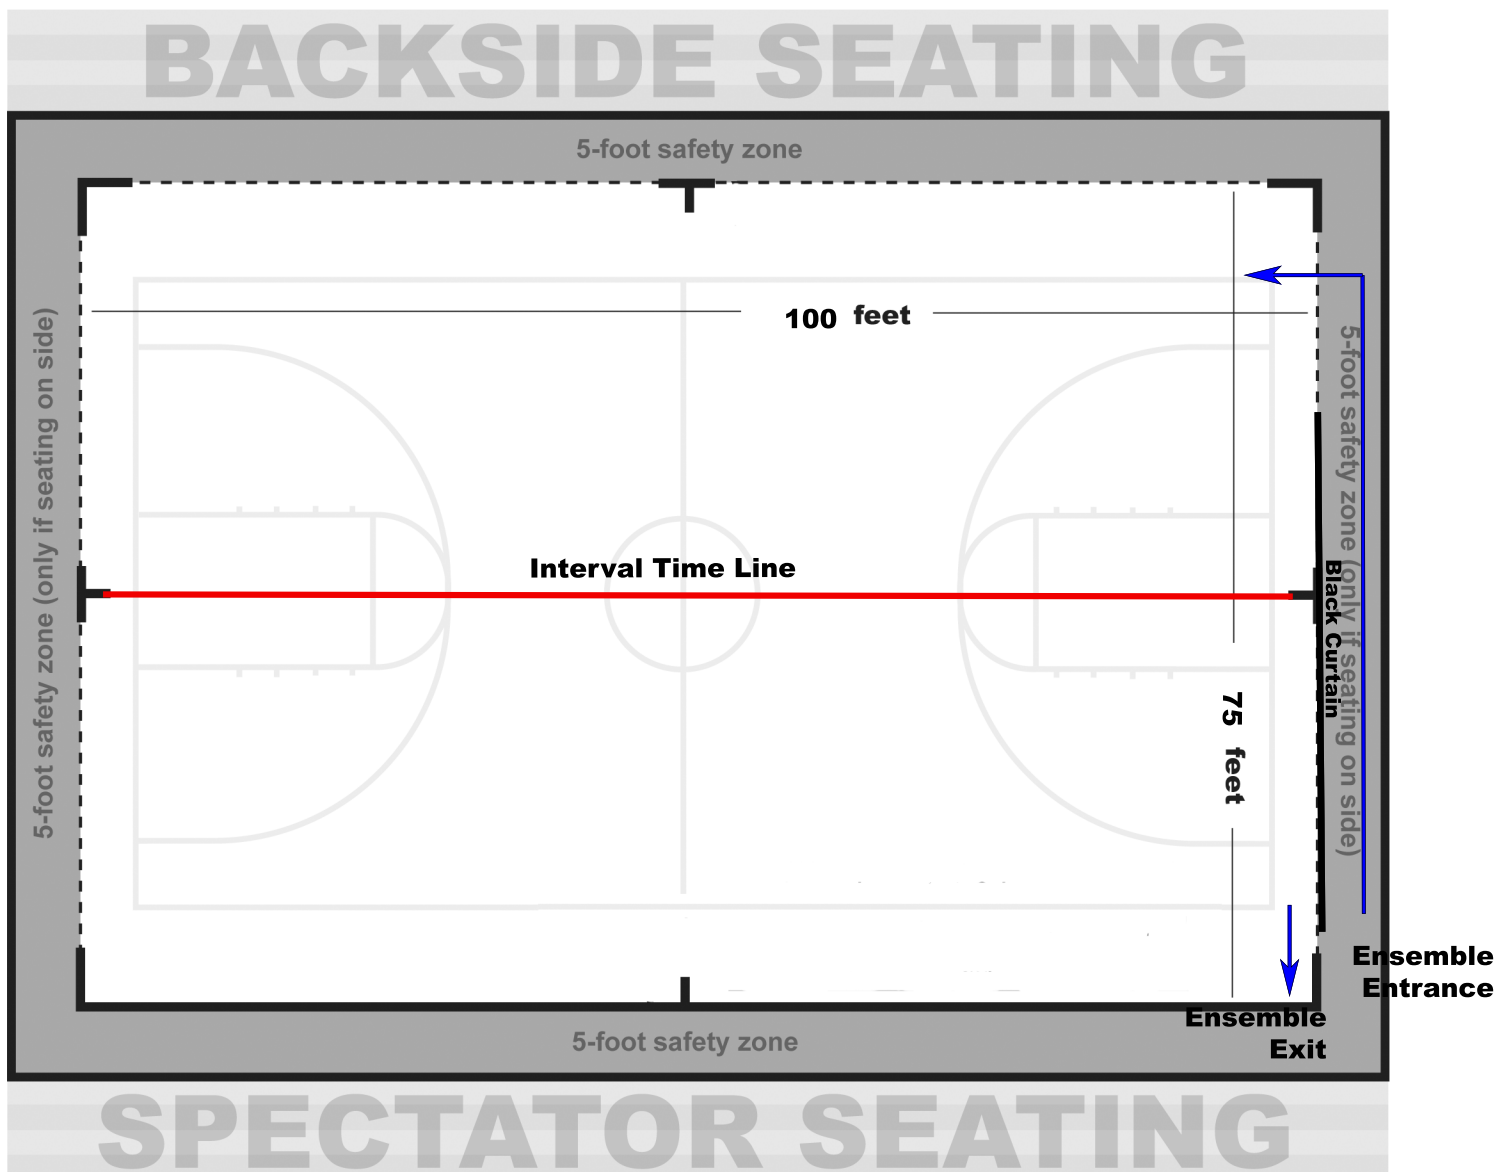 BACKSIDE SEATING
5-foot safety zone
100 feet
5-foot safety zone (only if seating on side)
5-foot safety zone (only if seating on side)
Interval Time Line
Black Curtain
75 feet
Ensemble
Entrance
Ensemble
Exit
5-foot safety zone
SPECTATOR SEATING